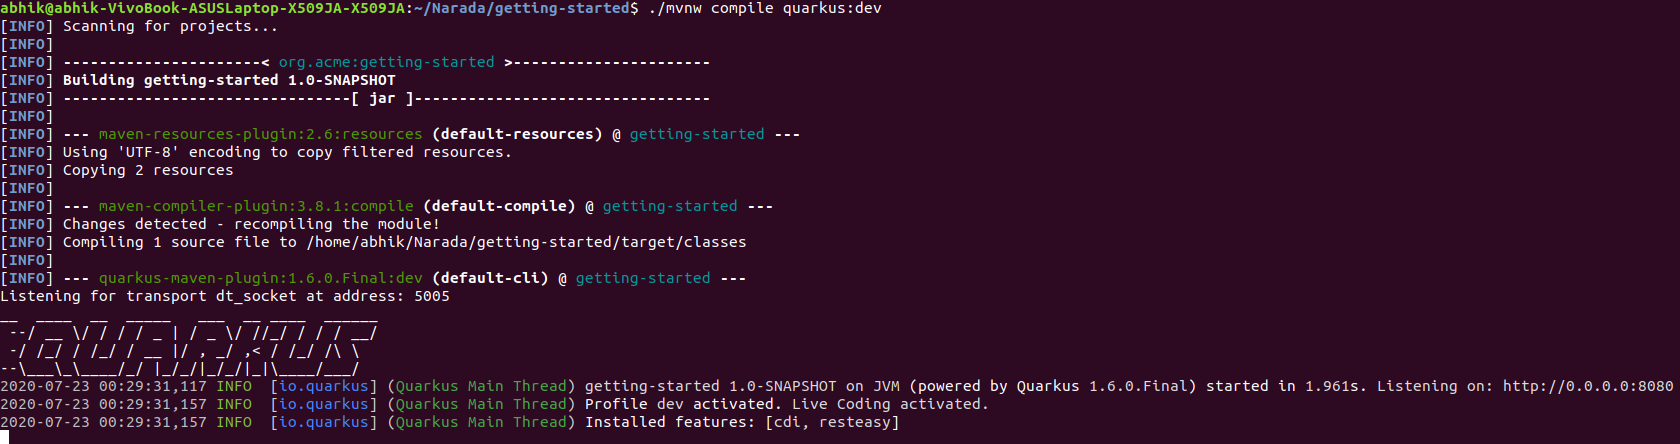 abhik@abhik-VivoBook-ASUSLaptop-X509JA-X509JA:~/Narada/getting-started$ ./mvnw compile quarkus:dev
[INFO] Scanning for projects...
[INFO]
[INFO] ----------------------< org.acme:getting-started >----------------------
[INFO] Building getting-started 1.0-SNAPSHOT
[INFO] --------------------------------[ jar ]---------------------------------
[INFO]
[INFO] --- maven-resources-plugin:2.6:resources (default-resources) @ getting-started ---
[INFO] Using 'UTF-8' encoding to copy filtered resources.
[INFO] Copying 2 resources
[INFO]
[INFO] --- maven-compiler-plugin:3.8.1:compile (default-compile) @ getting-started ---
[INFO] Changes detected - recompiling the module!
[INFO] Compiling 1 source file to /home/abhik/Narada/getting-started/target/classes
[INFO]
[INFO] --- quarkus-maven-plugin:1.6.0.Final:dev (default-cli) @ getting-started ---
Listening for transport dt_socket at address: 5005
__  ____  __  _____   ___  __ ____  ______
 --/ __ \/ / / / _ | / _ \/ //_/ / / / __/
 -/ /_/ / /_/ / __ |/ , _/ ,< / /_/ /\ \
--\___\_\____/_/ |_/_/|_/_/|_|\____/___/
2020-07-23 00:29:31,117 INFO  [io.quarkus] (Quarkus Main Thread) getting-started 1.0-SNAPSHOT on JVM (powered by Quarkus 1.6.0.Final) started in 1.961s. Listening on: http://0.0.0.0:8080
2020-07-23 00:29:31,157 INFO  [io.quarkus] (Quarkus Main Thread) Profile dev activated. Live Coding activated.
2020-07-23 00:29:31,157 INFO  [io.quarkus] (Quarkus Main Thread) Installed features: [cdi, resteasy]